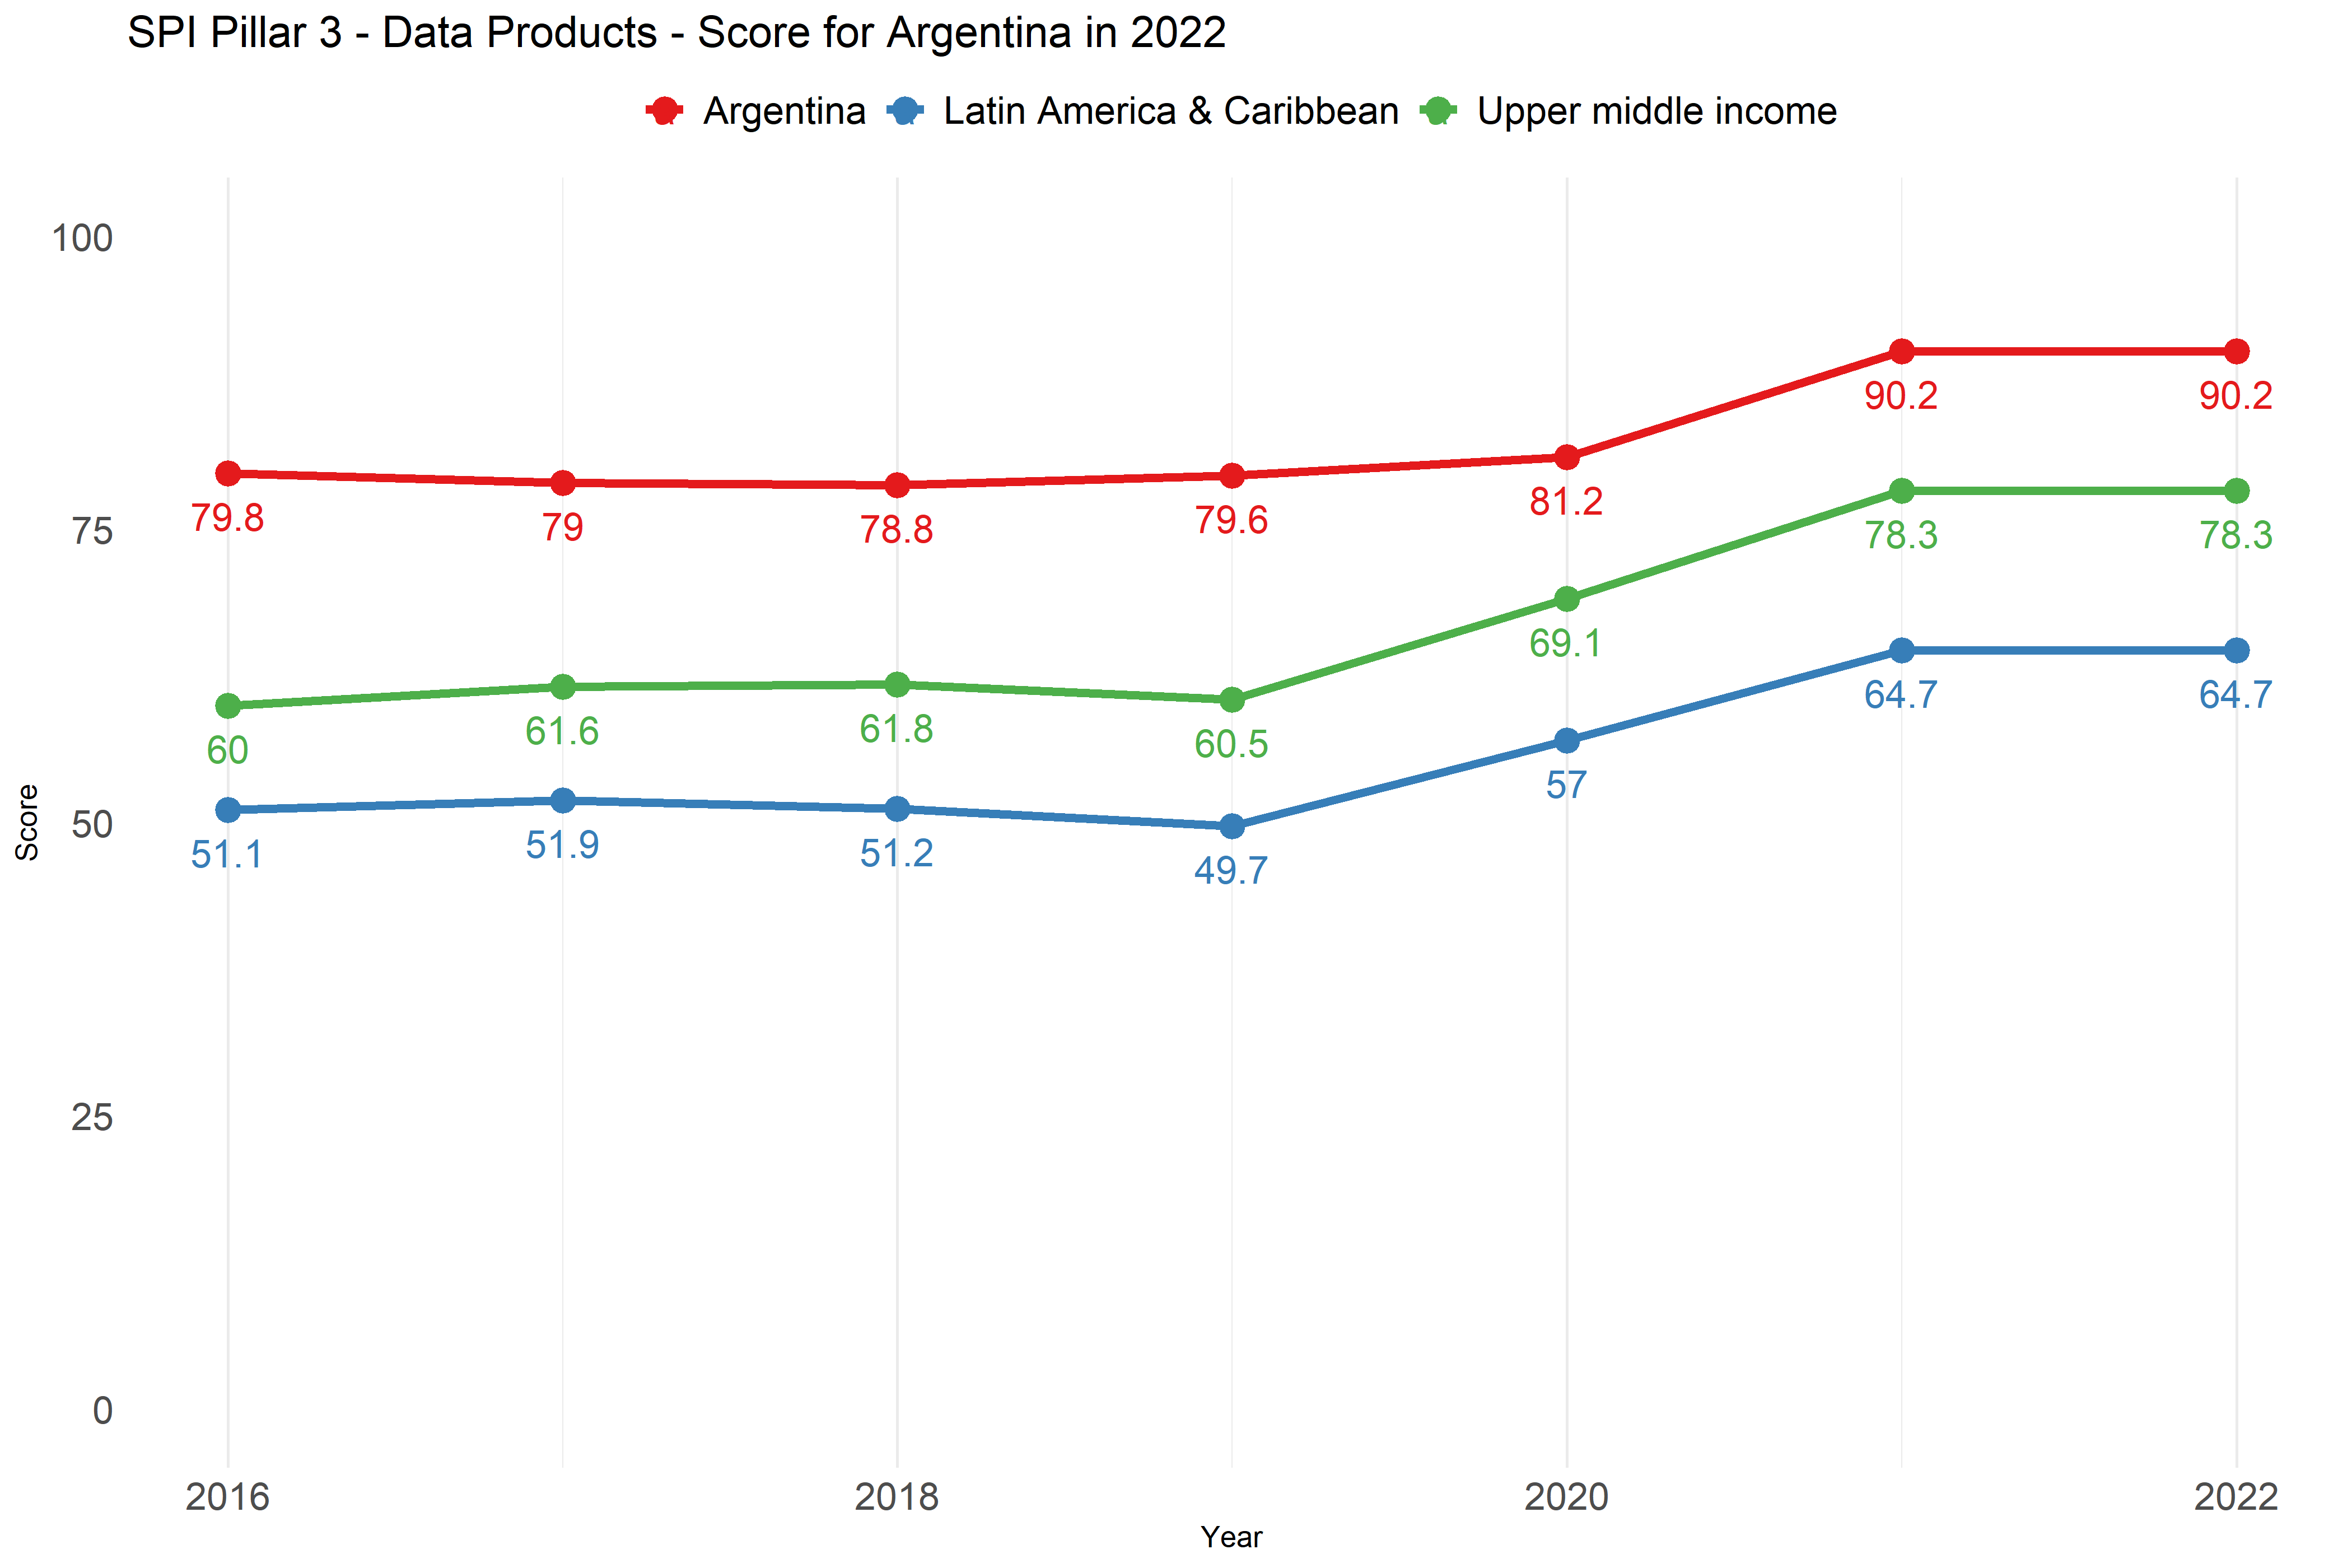 SPI Pillar 3 - Data Products - Score for Argentina in 2022
Argentina Latin America & Caribbean Upper middle income
100
90.2 90.2
79.8 79 78.8 79.6 81.2
75
78.3 78.3
69.1
64.7 64.7
60 61.6 61.8 60.5
57
Score
50
51.1 51.9 51.2 49.7
25
0
2016 2018 2020 2022
Year